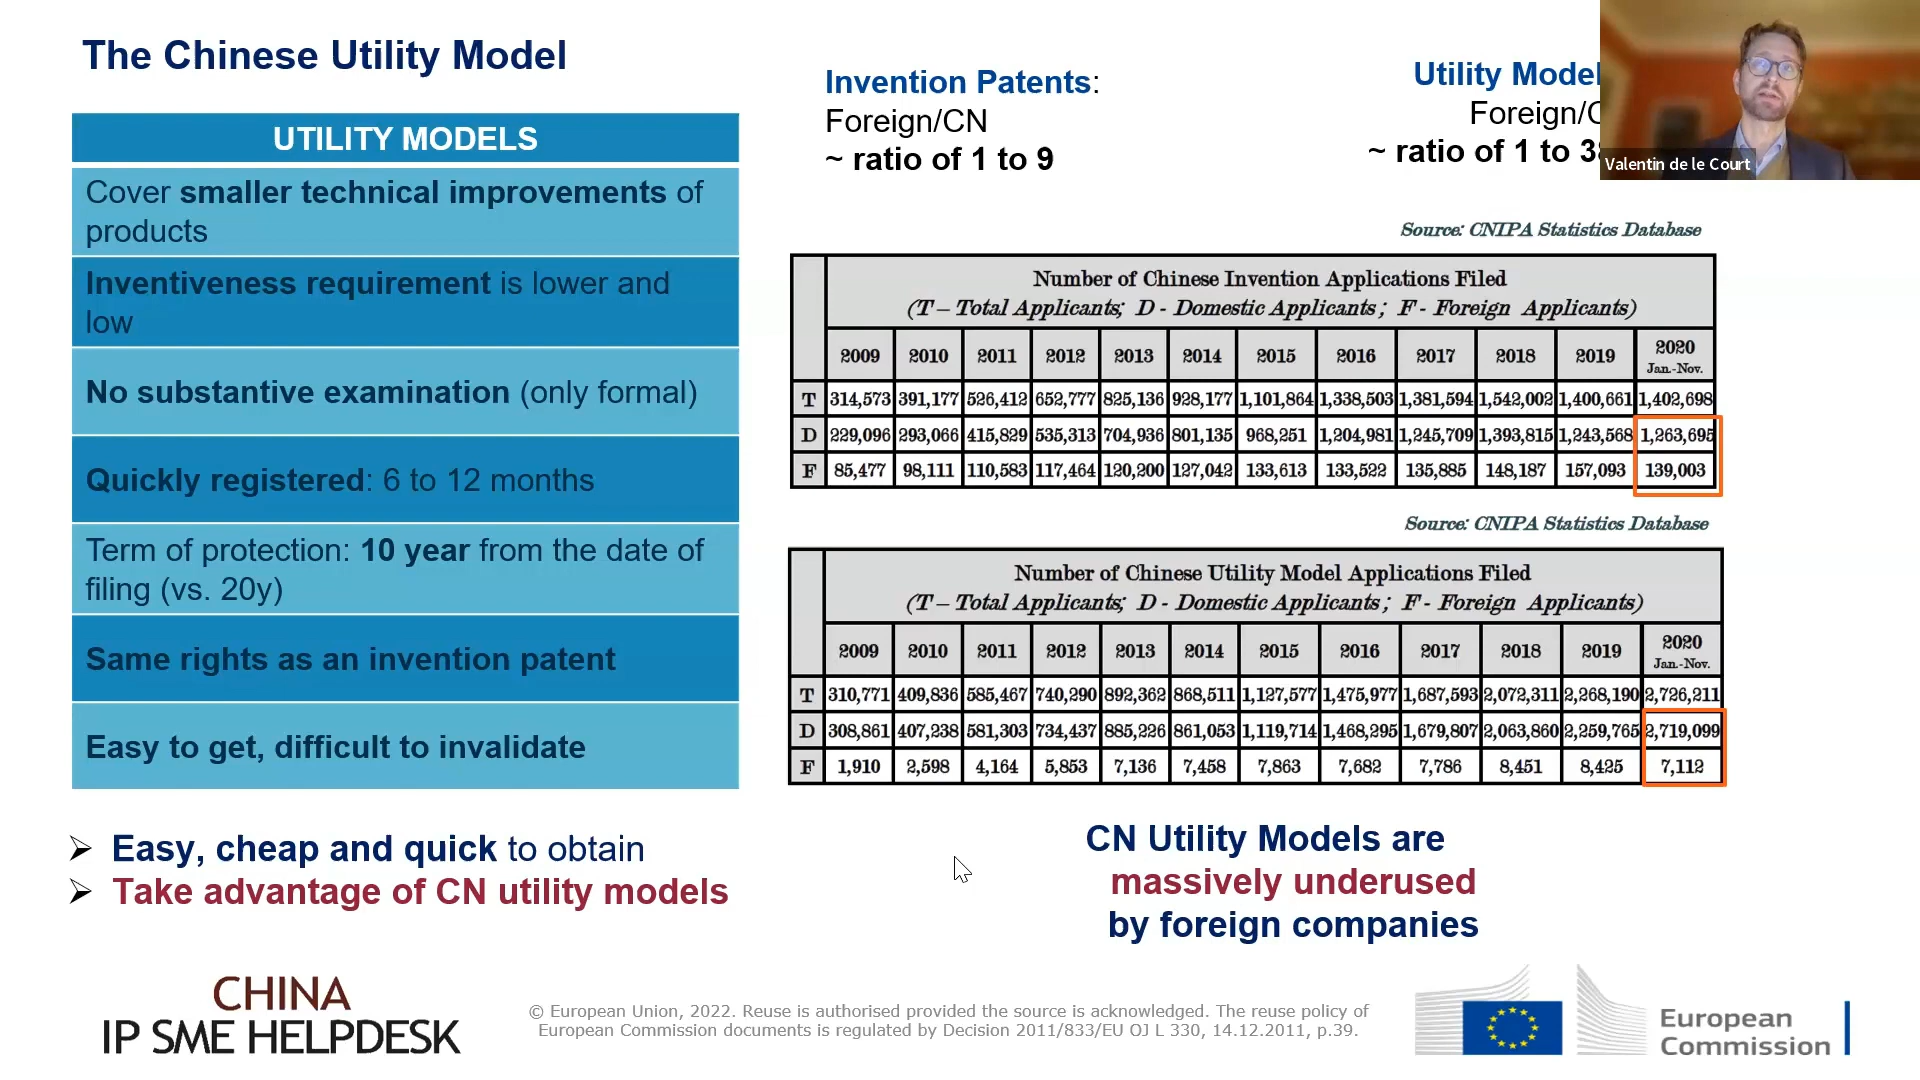 The Chinese Utility Model
UTILITY MODELS
Cover smaller technical improvements of
products
Inventiveness requirement is lower and
low
No substantive examination (only formal)
Quickly registered: 6 to 12 months
Term of protection: 10 year from the date of
filing (vs. 20y)
Same rights as an invention patent
Easy to get, difficult to invalidate
➢ Easy, cheap and quick to obtain
➢ Take advantage of CN utility models
Invention Patents:
Foreign/CN
~ ratio of 1 to 9
Utility Model
Foreign/C
~ ratio of 1 to 38
Valentin de le Court
Source: CNIPA Statistics Database
Number of Chinese Invention Applications Filed
(T – Total Applicants; D - Domestic Applicants ; F - Foreign Applicants)
2009 2010 2011 2012 2013 2014 2015 2016 2017 2018 2019 2020
Jan.-Nov.
T 314,573 391,177 526,412 652,777 825,136 928,177 1,101,864 1,338,503 1,381,594 1,542,002 1,400,661 1,402,698
D 229,096 293,066 415,829 535,313 704,936 801,135 968,251 1,204,981 1,245,709 1,393,815 1,243,568 1,263,695
F 85,477 98,111 110,583 117,464 120,200 127,042 133,613 133,522 135,885 148,187 157,093 139,003
Source: CNIPA Statistics Database
Number of Chinese Utility Model Applications Filed
(T – Total Applicants; D - Domestic Applicants ; F - Foreign Applicants)
2009 2010 2011 2012 2013 2014 2015 2016 2017 2018 2019 2020
Jan.-Nov.
T 310,771 409,836 585,467 740,290 892,362 868,511 1,127,577 1,475,977 1,687,593 2,072,311 2,268,190 2,726,211
D 308,861 407,238 581,303 734,437 885,226 861,053 1,119,714 1,468,295 1,679,807 2,063,860 2,259,765 2,719,099
F 1,910 2,598 4,164 5,853 7,136 7,458 7,863 7,682 7,786 8,451 8,425 7,112
CN Utility Models are
massively underused
by foreign companies
CHINA
IP SME HELPDESK
© European Union, 2022. Reuse is authorised provided the source is acknowledged. The reuse policy of
European Commission documents is regulated by Decision 2011/833/EU OJ L 330, 14.12.2011, p.39.
European
Commission